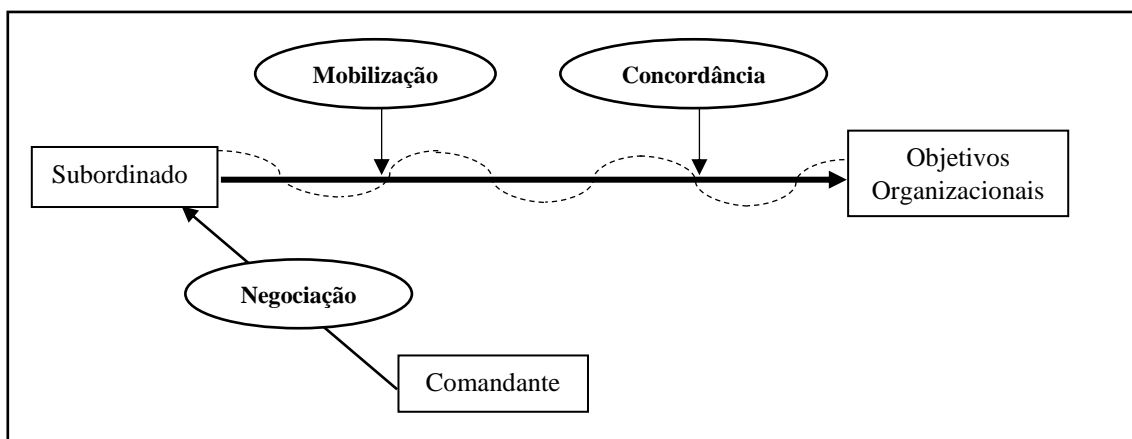 Mobilização
Concordância
Subordinado
Objetivos
Organizacionais
Negociação
Comandante